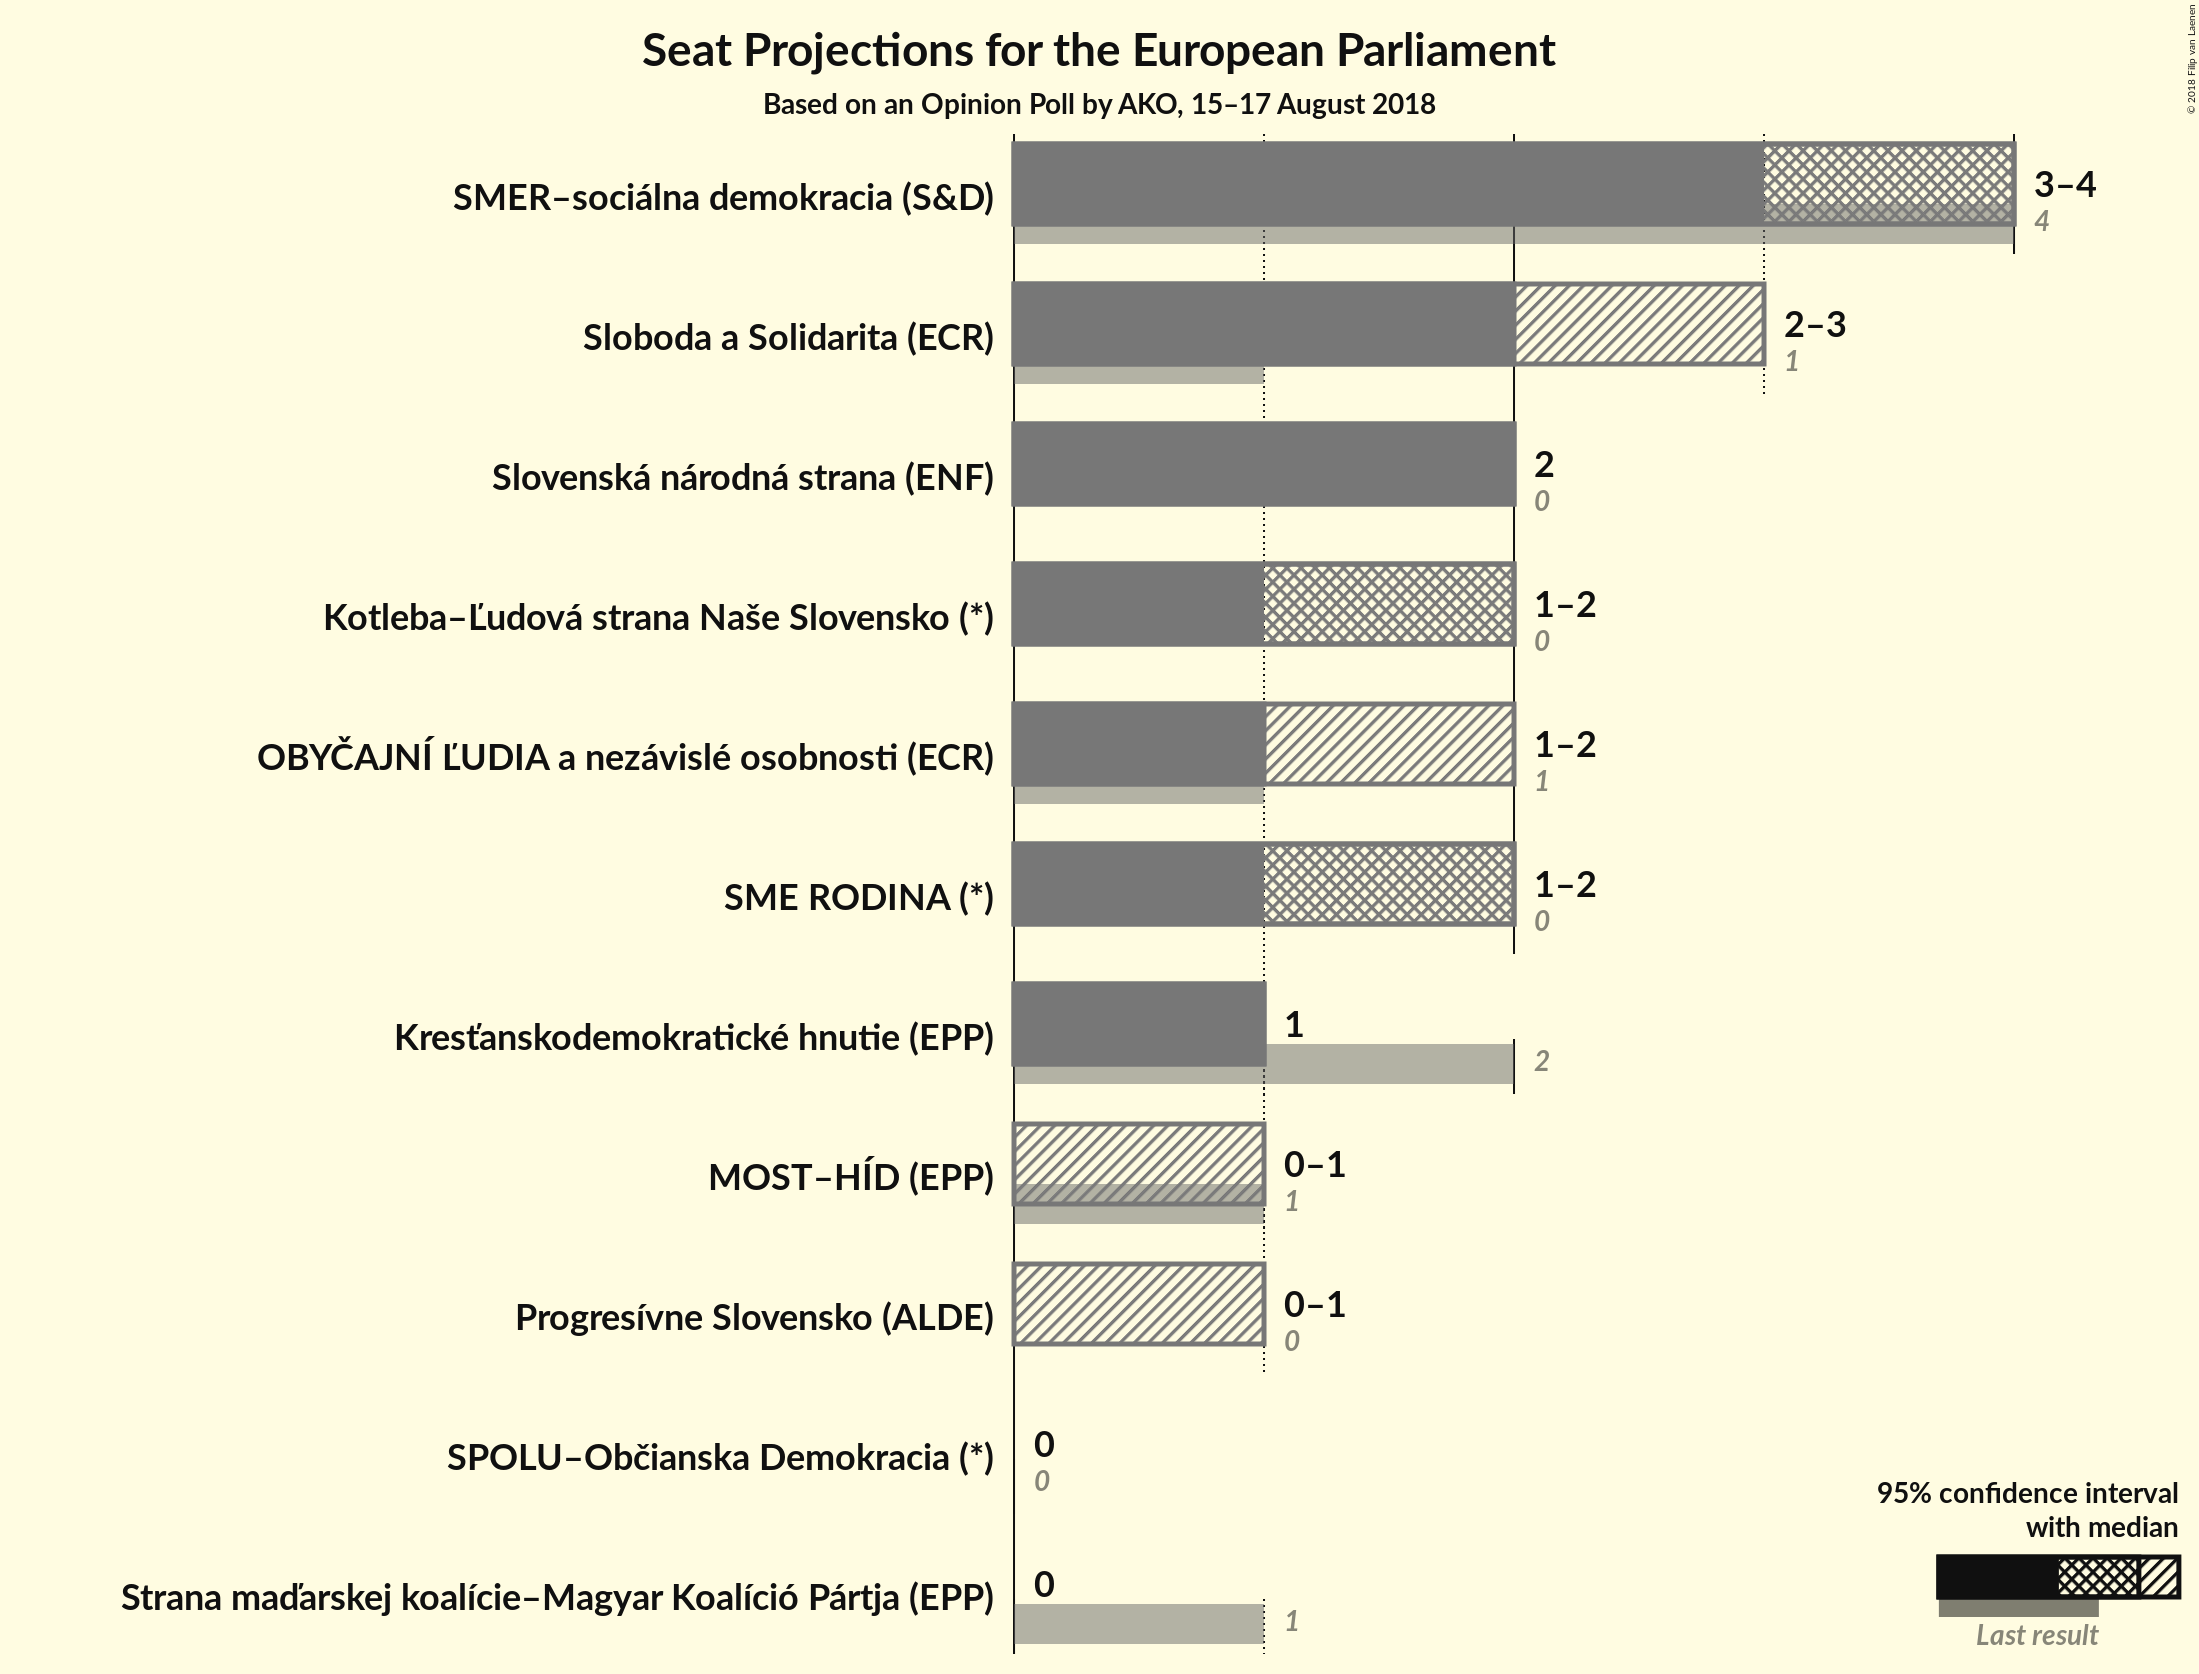 Seat Projections for the European Parliament
Based on an Opinion Poll by AKO, 15–17 August 2018
© 2018 Filip van Laenen
SMER–sociálna demokracia (S&D)
3–4
4
Sloboda a Solidarita (ECR)
2–3
1
Slovenská národná strana (ENF)
2
0
Kotleba–Ľudová strana Naše Slovensko (*)
1–2
0
OBYČAJNÍ ĽUDIA a nezávislé osobnosti (ECR)
1–2
1
SME RODINA (*)
1–2
0
Kresťanskodemokratické hnutie (EPP)
1
2
MOST–HÍD (EPP)
0–1
1
Progresívne Slovensko (ALDE)
0–1
0
SPOLU–Občianska Demokracia (*)
0
0
Strana maďarskej koalície–Magyar Koalíció Pártja (EPP)
0
1
95% confidence interval
with median
Last result